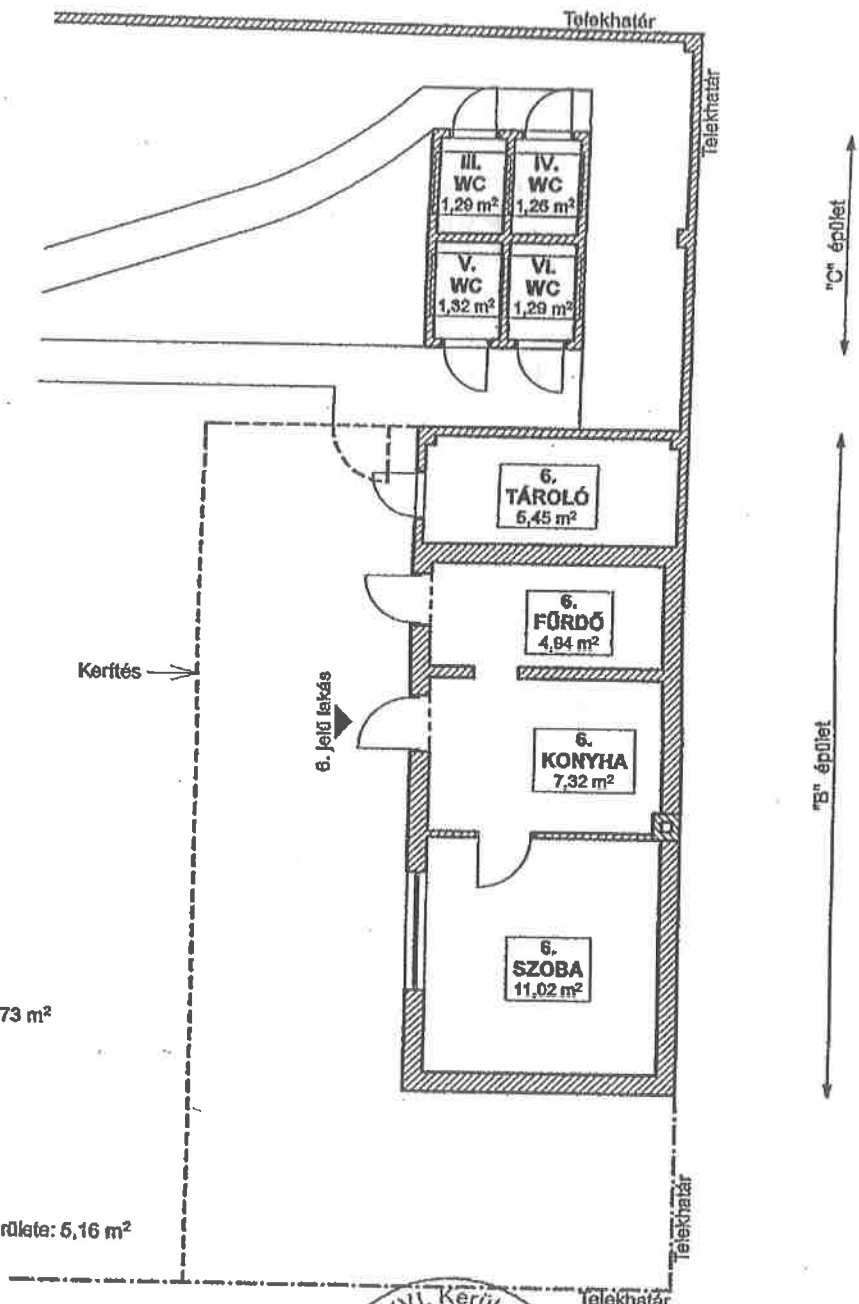 Telekhatár
Telekhatár
III.
WC
1,29 m²
IV.
WC
1,26 m²
V.
WC
1,32 m²
VI.
WC
1,29 m²
"C" épület
6.
TÁROLÓ
5,45 m²
6.
FÜRDŐ
4,94 m²
Kerítés
6. jelű lakás
6.
KONYHA
7,32 m²
"B" épület
6.
SZOBA
11,02 m²
73 m²
Telekhatár
rülete: 5,16 m²
XVI. Kerü
Telekhatár